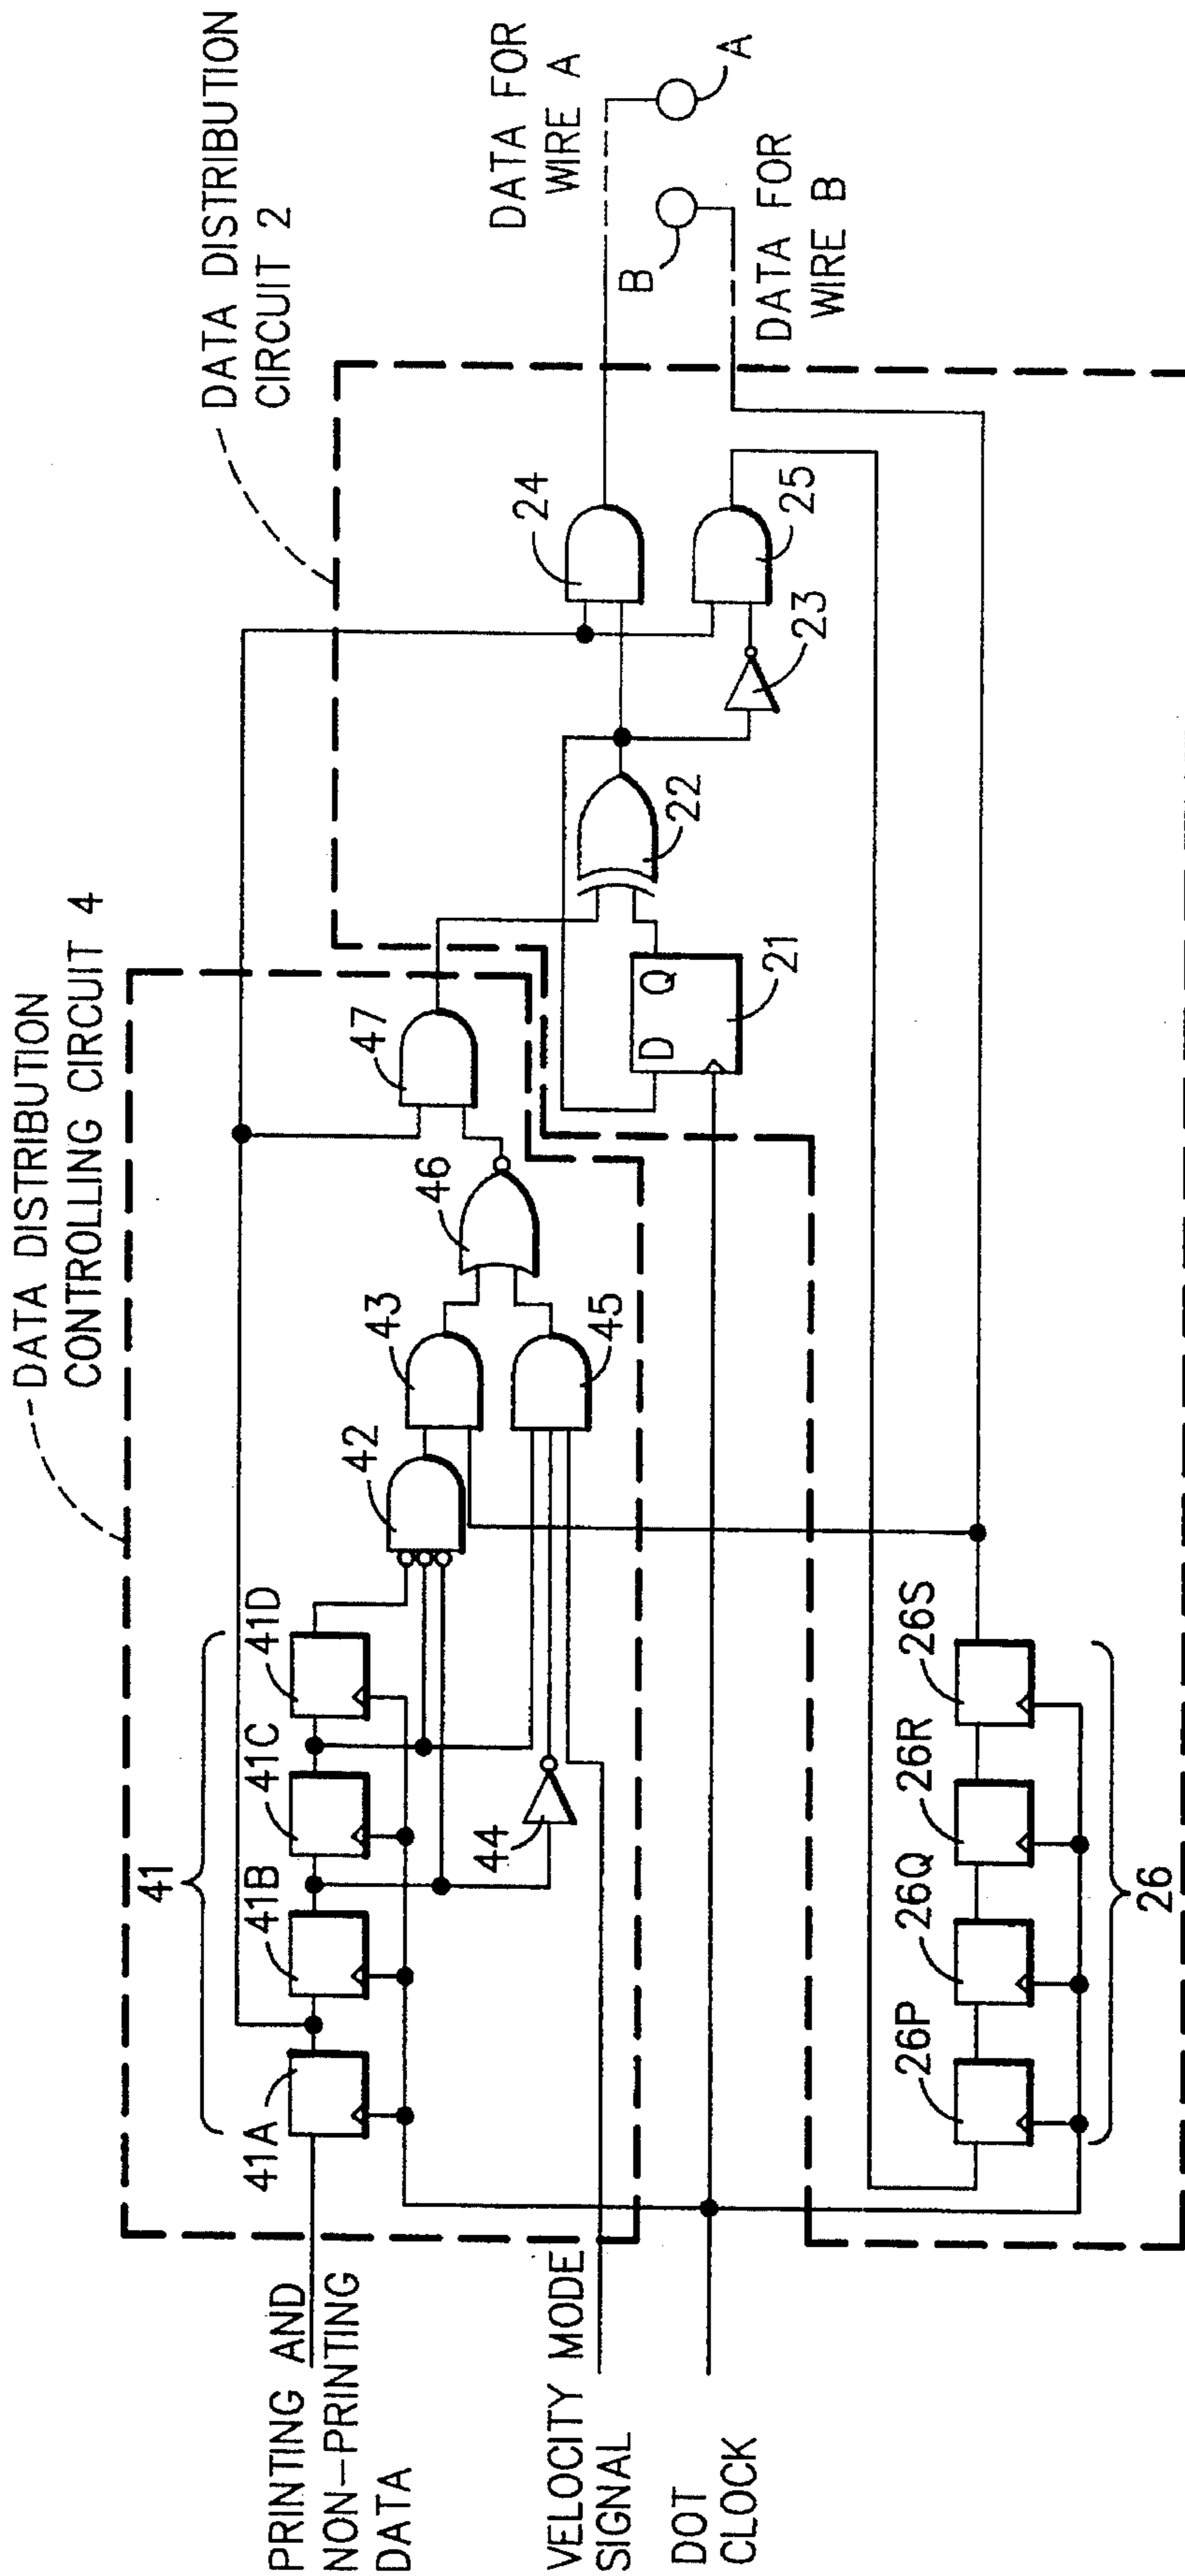 DATA DISTRIBUTION
CONTROLLING CIRCUIT 4
DATA DISTRIBUTION
CIRCUIT 2
PRINTING AND
NON-PRINTING
DATA
VELOCITY MODE
SIGNAL
DOT
CLOCK
41
41A
41B
41C
41D
42
43
44
45
46
47
D
Q
21
22
23
24
25
26P
26Q
26R
26S
26
DATA FOR
WIRE A
A
B
DATA FOR
WIRE B